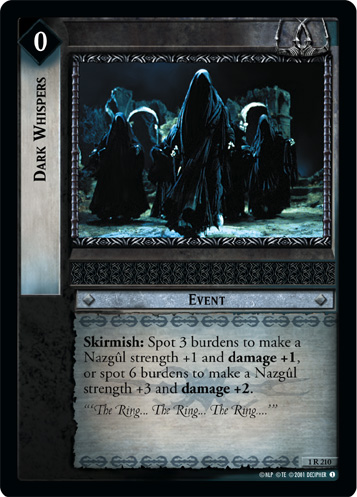 0
DARK WHISPERS
EVENT
Skirmish: Spot 3 burdens to make a
Nazgûl strength +1 and damage +1,
or spot 6 burdens to make a Nazgûl
strength +3 and damage +2.
“‘The Ring... The Ring... The Ring...’”
1 R 210
©NLP ©TE ©2001 DECIPHER